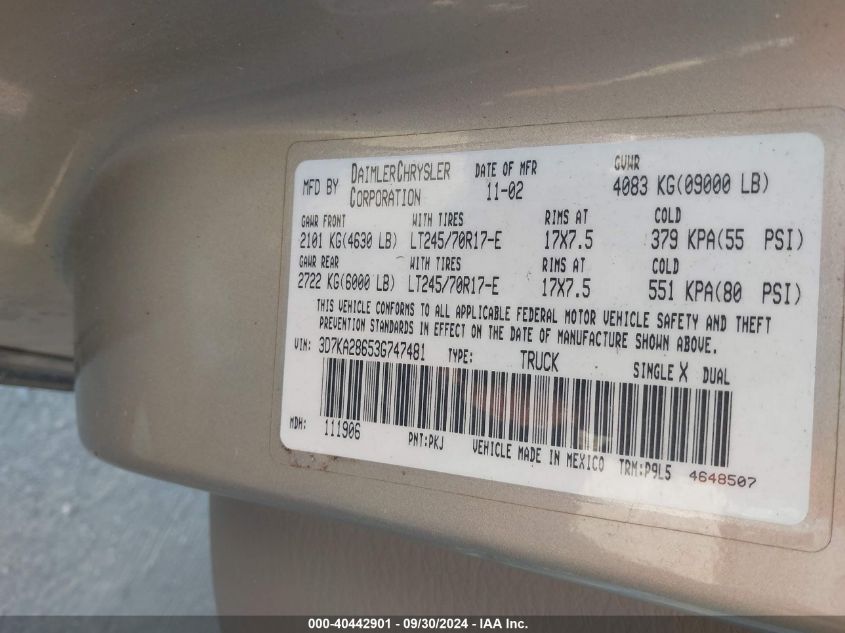 MFD BY DAIMLERCHRYSLER CORPORATION DATE OF MFR 11-02 GVWR 4083 KG(09000 LB)
GAWR FRONT WITH TIRES RIMS AT COLD
2101 KG(4630 LB) LT245/70R17-E 17X7.5 379 KPA(55 PSI)
GAWR REAR WITH TIRES RIMS AT COLD
2722 KG(6000 LB) LT245/70R17-E 17X7.5 551 KPA(80 PSI)
THIS VEHICLE CONFORMS TO ALL APPLICABLE FEDERAL MOTOR VEHICLE SAFETY AND THEFT
PREVENTION STANDARDS IN EFFECT ON THE DATE OF MANUFACTURE SHOWN ABOVE.
VIN: 3D7KA28653G747481 TYPE: TRUCK SINGLE X DUAL
MDH: 111906 PNT:PKJ VEHICLE MADE IN MEXICO TRM:P9L5 4648507
000-40442901 - 09/30/2024 - IAA Inc.